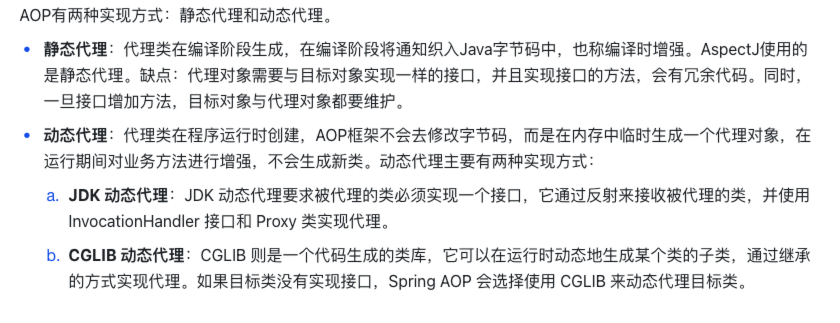 AOP有两种实现方式：静态代理和动态代理。
• 静态代理：代理类在编译阶段生成，在编译阶段将通知织入Java字节码中，也称编译时增强。AspectJ使用的
是静态代理。缺点：代理对象需要与目标对象实现一样的接口，并且实现接口的方法，会有冗余代码。同时，
一旦接口增加方法，目标对象与代理对象都要维护。
• 动态代理：代理类在程序运行时创建，AOP框架不会去修改字节码，而是在内存中临时生成一个代理对象，在
运行期间对业务方法进行增强，不会生成新类。动态代理主要有两种实现方式：
a. JDK 动态代理：JDK 动态代理要求被代理的类必须实现一个接口，它通过反射来接收被代理的类，并使用
InvocationHandler 接口和 Proxy 类实现代理。
b. CGLIB 动态代理：CGLIB 则是一个代码生成的类库，它可以在运行时动态地生成某个类的子类，通过继承
的方式实现代理。如果目标类没有实现接口，Spring AOP 会选择使用 CGLIB 来动态代理目标类。